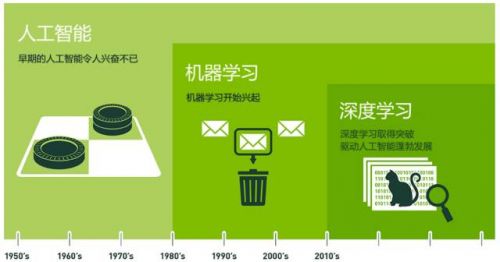 人工智能
早期的人工智能令人兴奋不已
机器学习
机器学习开始兴起
深度学习
深度学习取得突破
驱动人工智能蓬勃发展
1950's
1960's
1970's
1980's
1990's
2000's
2010's